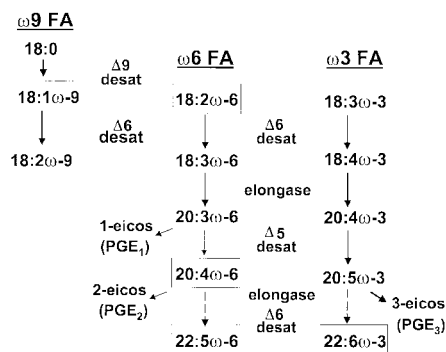 ω9 FA
18:0
Δ9
desat
18:1ω-9
Δ6
desat
18:2ω-9
ω6 FA
18:2ω-6
18:3ω-6
20:3ω-6
1-eicos
(PGE₁)
20:4ω-6
2-eicos
(PGE₂)
22:5ω-6
Δ6
desat
elongase
Δ5
desat
elongase
Δ6
desat
ω3 FA
18:3ω-3
18:4ω-3
20:4ω-3
20:5ω-3
3-eicos
(PGE₃)
22:6ω-3